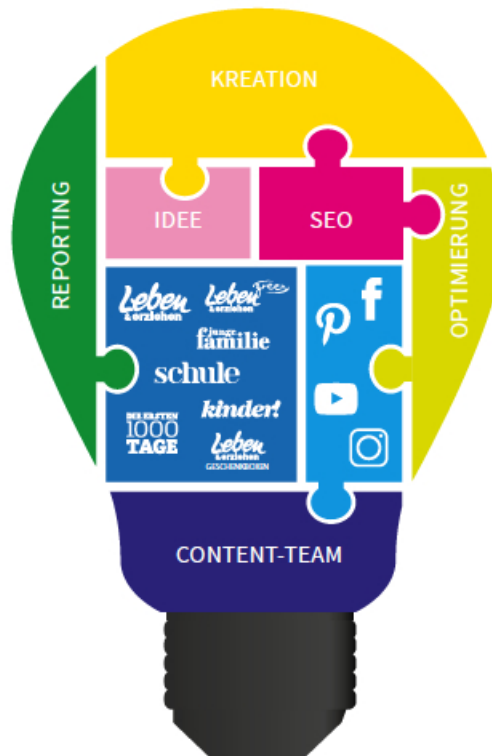 KREATION
REPORTING
IDEE
SEO
OPTIMIERUNG
Leben
& erziehen
Leben Free
& erziehen
junge
familie
schule
kinder!
DIE ERSTEN
1000
TAGE
Leben
& erziehen
GESCHENKBOXEN
CONTENT-TEAM